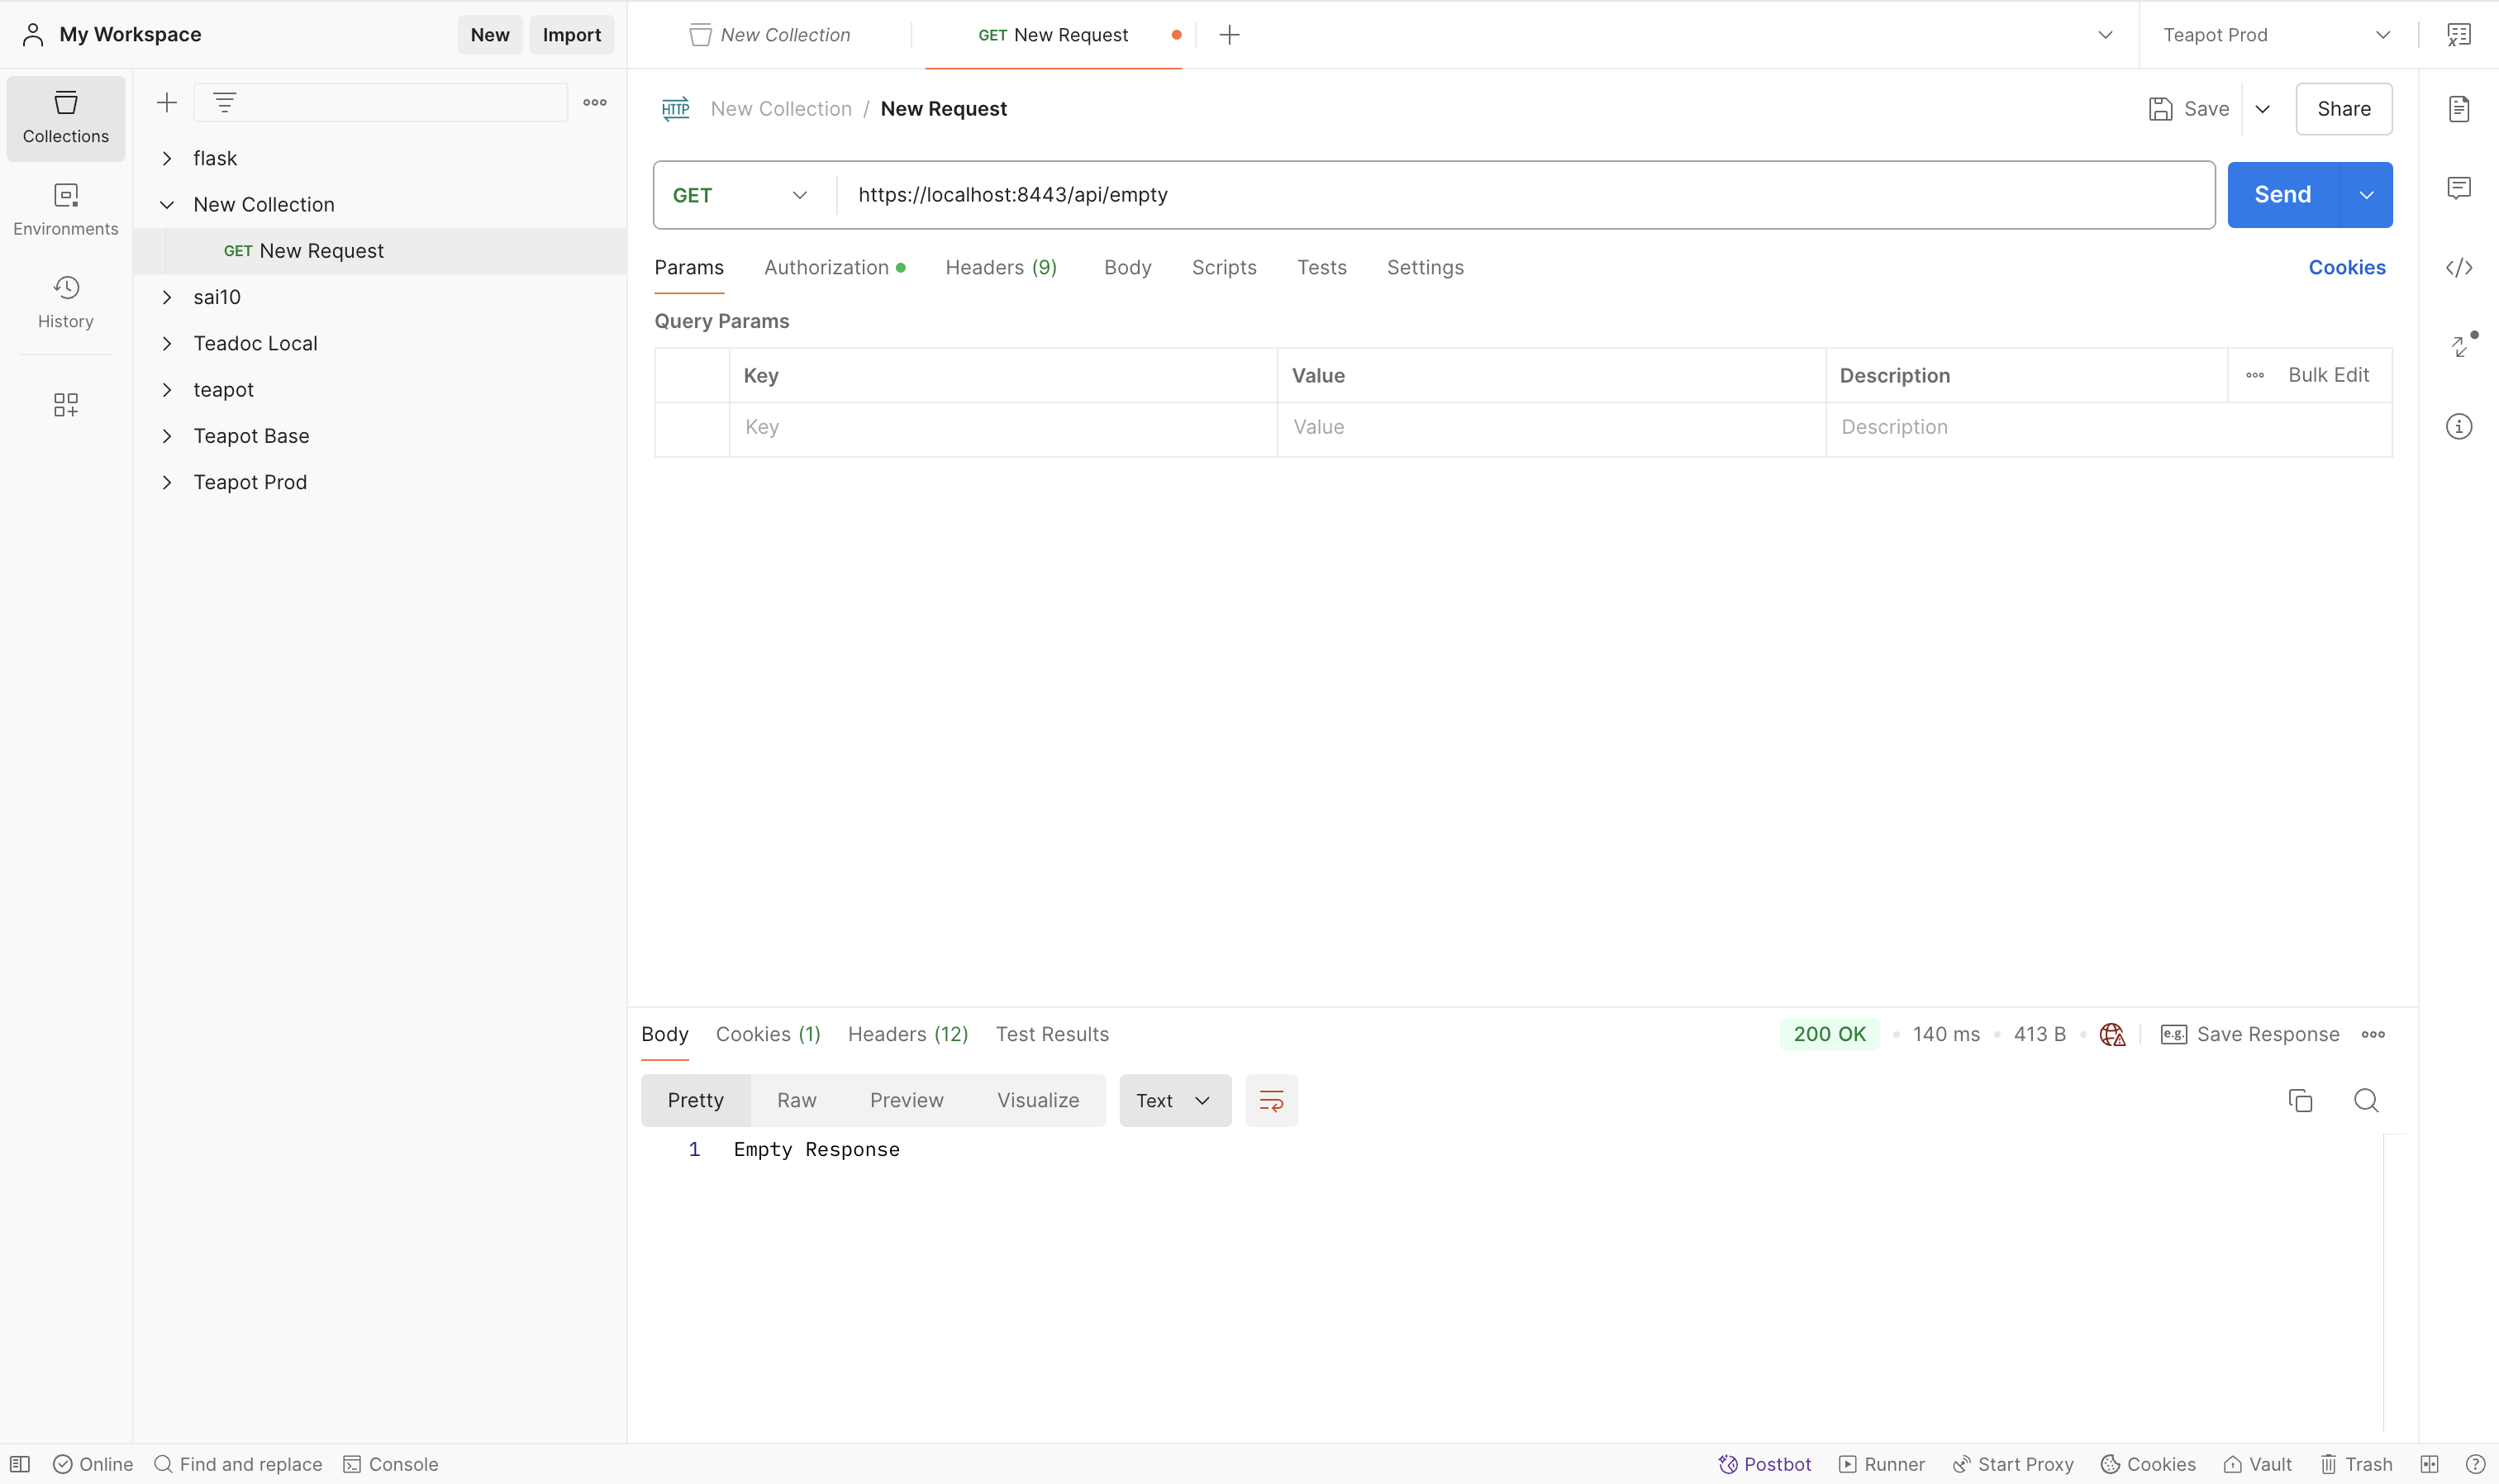 My Workspace
New
Import
New Collection
GET New Request
Teapot Prod
Collections
Environments
History
flask
New Collection
GET New Request
sai10
Teadoc Local
teapot
Teapot Base
Teapot Prod
HTTP New Collection / New Request
Save
Share
GET
https://localhost:8443/api/empty
Send
Params
Authorization
Headers (9)
Body
Scripts
Tests
Settings
Cookies
Query Params
Key
Value
Description
Bulk Edit
Key
Value
Description
Body
Cookies (1)
Headers (12)
Test Results
200 OK
140 ms
413 B
e.g. Save Response
Pretty
Raw
Preview
Visualize
Text
1 Empty Response
Online
Find and replace
Console
Postbot
Runner
Start Proxy
Cookies
Vault
Trash